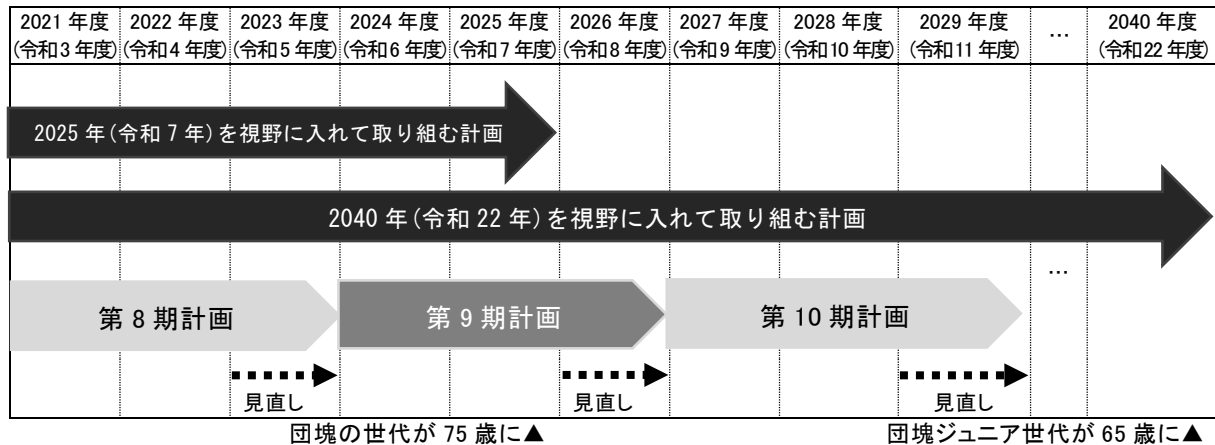 2021 年度 2022 年度 2023 年度 2024 年度 2025 年度 2026 年度 2027 年度 2028 年度 2029 年度 … 2040 年度
(令和3 年度) (令和4 年度) (令和5 年度) (令和6 年度) (令和7 年度) (令和8 年度) (令和9 年度) (令和10 年度) (令和11 年度) (令和22 年度)
2025 年(令和 7 年)を視野に入れて取り組む計画
2040 年(令和 22 年)を視野に入れて取り組む計画
…
第 8 期計画 第 9 期計画 第 10 期計画
見直し 見直し 見直し
団塊の世代が 75 歳に▲ 団塊ジュニア世代が 65 歳に▲